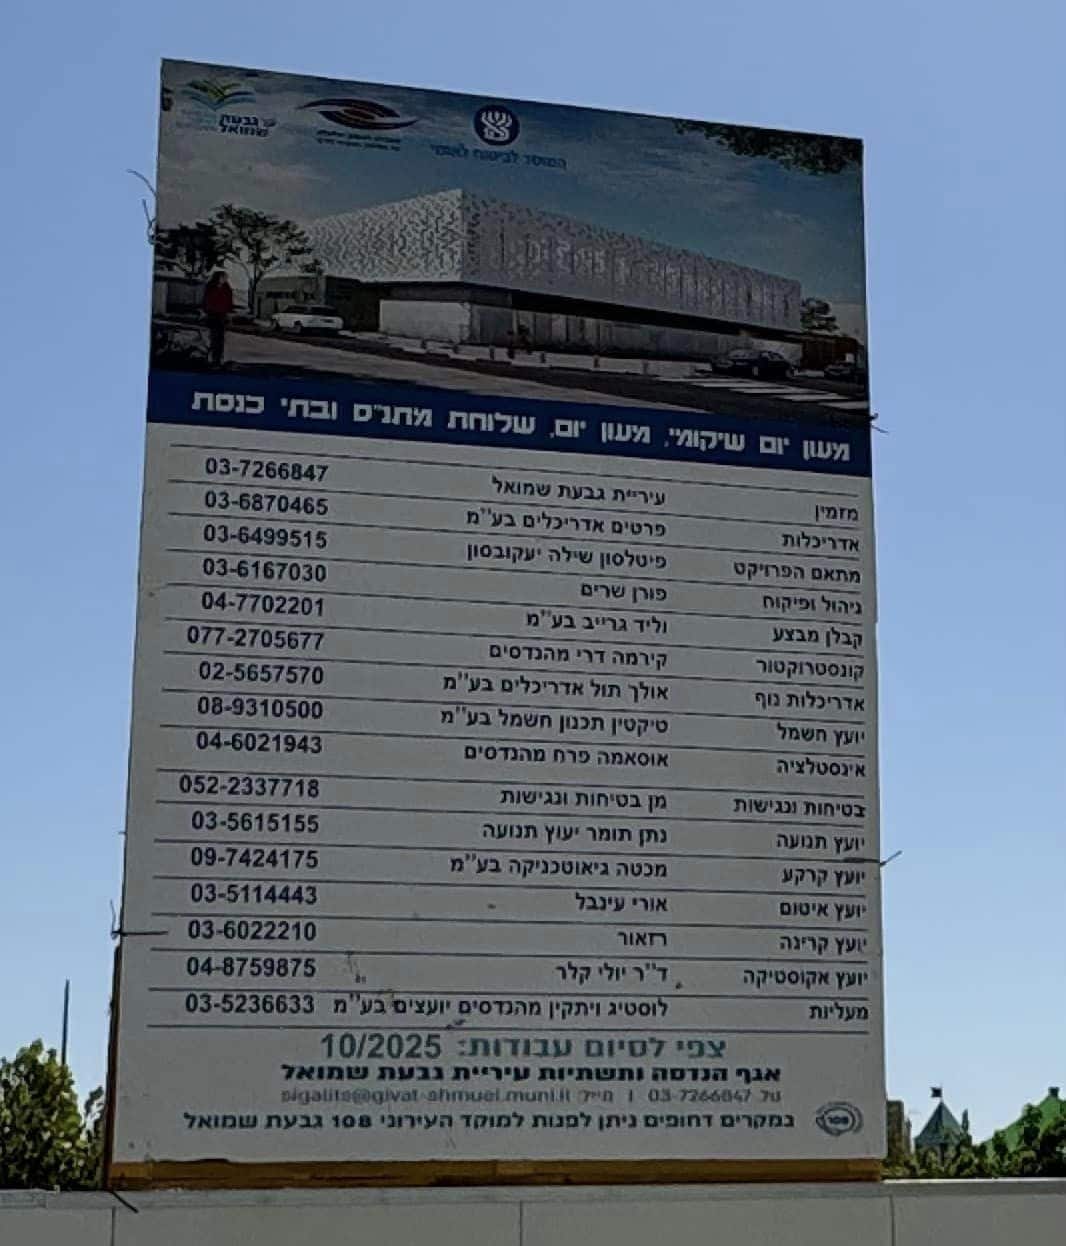 גבעת
שמואל
המוסד לביטוח לאומי
מעון יום שיקומי, מעון יום, שלוחת מתנ"ס ובתי כנסת
מזמין עיריית גבעת שמואל 03-7266847
אדריכלות פרטים אדריכלים בע"מ 03-6870465
מתאם הפרויקט פיטלסון שילה יעקובסון 03-6499515
ניהול ופיקוח פורן שרים 03-6167030
קבלן מבצע וליד גרייב בע"מ 04-7702201
קונסטרוקטור קירמה דרי מהנדסים 077-2705677
אדריכלות נוף אולך תול אדריכלים בע"מ 02-5657570
יועץ חשמל טיקטין תכנון חשמל בע"מ 08-9310500
אינסטלציה אוסאמה פרח מהנדסים 04-6021943
בטיחות ונגישות מן בטיחות ונגישות 052-2337718
יועץ תנועה נתן תומר יעוץ תנועה 03-5615155
יועץ קרקע מכטה גיאוטכניקה בע"מ 09-7424175
יועץ איטום אורי עינבל 03-5114443
יועץ קרינה רזאור 03-6022210
יועץ אקוסטיקה ד"ר יולי קלר 04-8759875
מעליות לוסטיג ויתקין מהנדסים יועצים בע"מ 03-5236633
צפי לסיום עבודות: 10/2025
אגף הנדסה ותשתיות עיריית גבעת שמואל
טל 03-7266847 | מייל: sigalits@givat-shmuel.muni.il
במקרים דחופים ניתן לפנות למוקד העירוני 108 גבעת שמואל
108